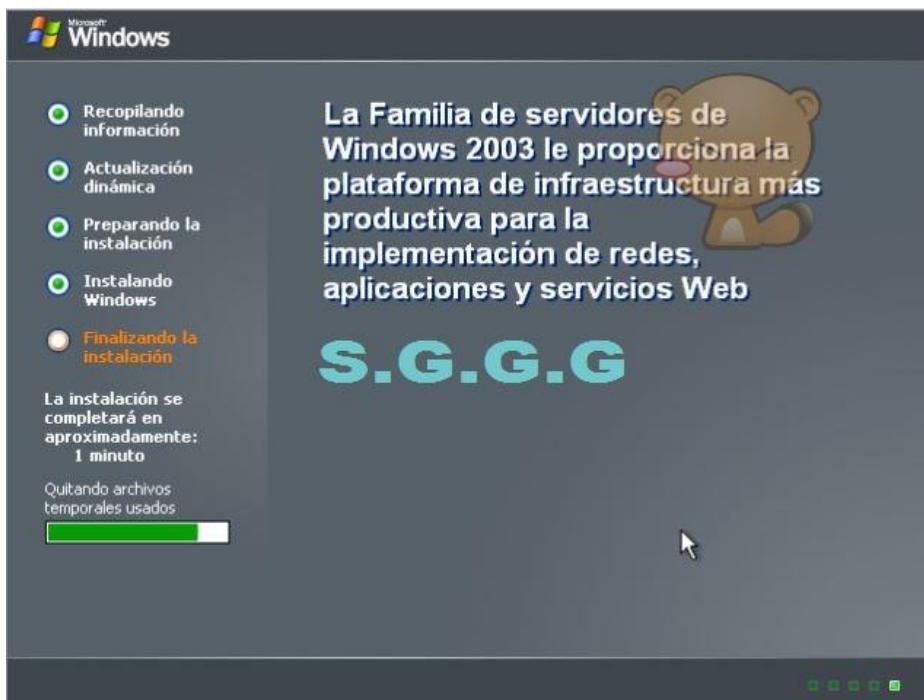 Microsoft
Windows
Recopilando
información
Actualización
dinámica
Preparando la
instalación
Instalando
Windows
Finalizando la
instalación
La instalación se
completará en
aproximadamente:
1 minuto
Quitando archivos
temporales usados
La Familia de servidores de
Windows 2003 le proporciona la
plataforma de infraestructura más
productiva para la
implementación de redes,
aplicaciones y servicios Web
S.G.G.G